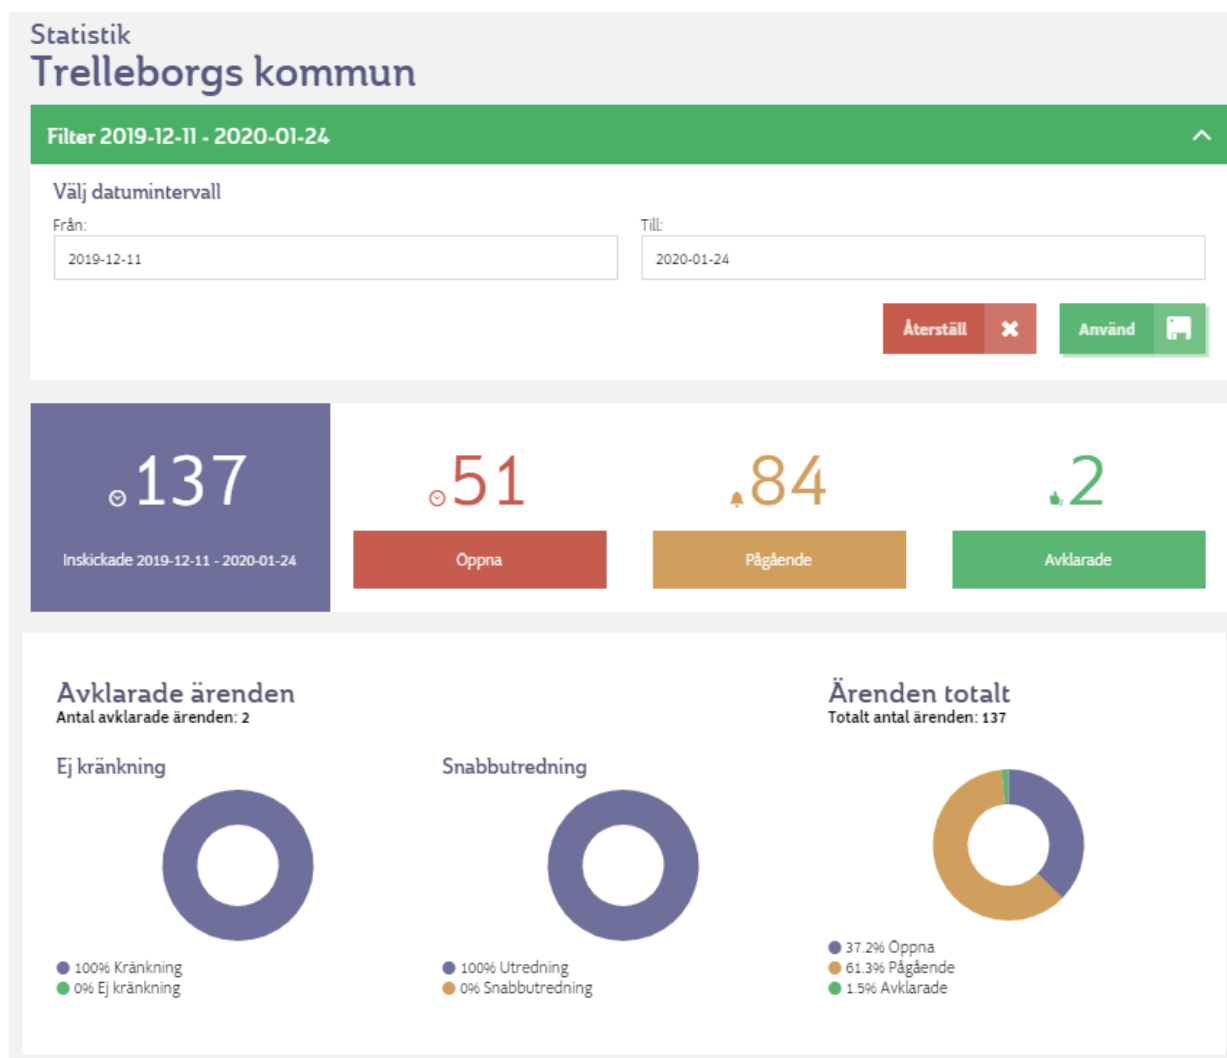 Statistik
Trelleborgs kommun
Filter 2019-12-11 - 2020-01-24
Välj datumintervall
Från:
Till:
2019-12-11
2020-01-24
Återställ
Använd
137
51
84
2
Inskickade 2019-12-11 - 2020-01-24
Öppna
Pågående
Avklarade
Avklarade ärenden
Antal avklarade ärenden: 2
Ärenden totalt
Totalt antal ärenden: 137
Ej kränkning
Snabbutredning
100% Kränkning
0% Ej kränkning
100% Utredning
0% Snabbutredning
37.2% Öppna
61.3% Pågående
1.5% Avklarade